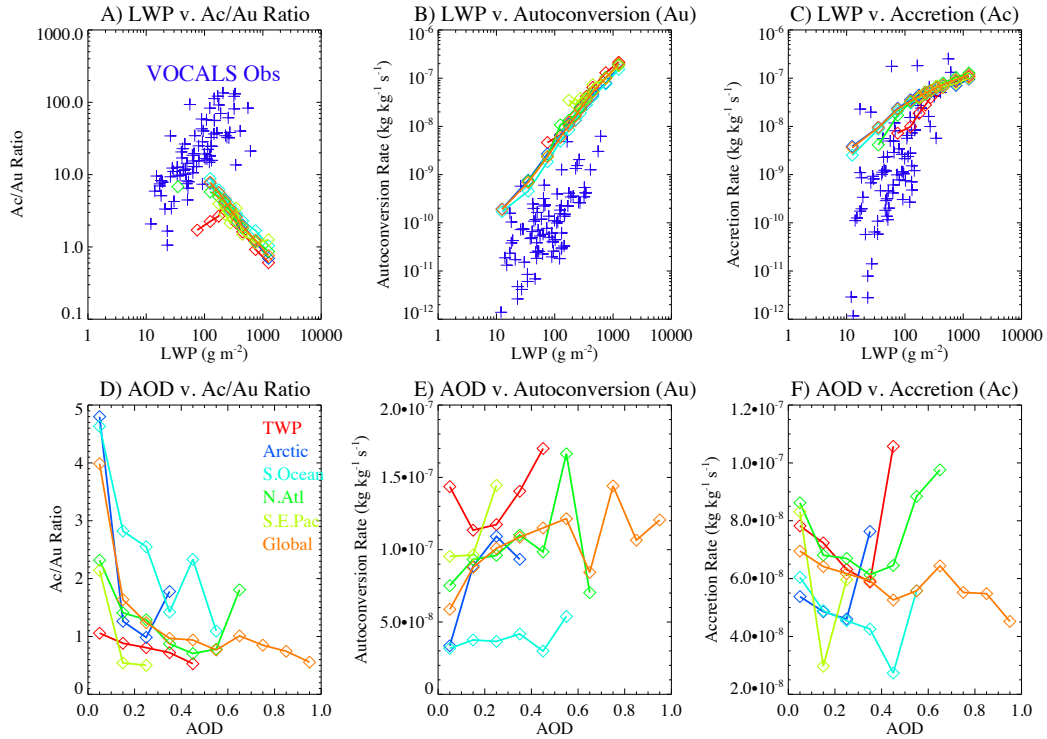 A) LWP v. Ac/Au Ratio
1000.0
100.0
10.0
1.0
0.1
Ac/Au Ratio
VOCALS Obs
1 10 100 1000 10000
LWP (g m⁻²)
B) LWP v. Autoconversion (Au)
10⁻⁶
10⁻⁷
10⁻⁸
10⁻⁹
10⁻¹⁰
10⁻¹¹
10⁻¹²
Autoconversion Rate (kg kg⁻¹ s⁻¹)
1 10 100 1000 10000
LWP (g m⁻²)
C) LWP v. Accretion (Ac)
10⁻⁶
10⁻⁷
10⁻⁸
10⁻⁹
10⁻¹⁰
10⁻¹¹
10⁻¹²
Accretion Rate (kg kg⁻¹ s⁻¹)
1 10 100 1000 10000
LWP (g m⁻²)
D) AOD v. Ac/Au Ratio
5
4
3
2
1
0
Ac/Au Ratio
TWP
Arctic
S.Ocean
N.Atl
S.E.Pac
Global
0.0 0.2 0.4 0.6 0.8 1.0
AOD
E) AOD v. Autoconversion (Au)
2.0•10⁻⁷
1.5•10⁻⁷
1.0•10⁻⁷
5.0•10⁻⁸
0
Autoconversion Rate (kg kg⁻¹ s⁻¹)
0.0 0.2 0.4 0.6 0.8 1.0
AOD
F) AOD v. Accretion (Ac)
1.2•10⁻⁷
1.0•10⁻⁷
8.0•10⁻⁸
6.0•10⁻⁸
4.0•10⁻⁸
2.0•10⁻⁸
Accretion Rate (kg kg⁻¹ s⁻¹)
0.0 0.2 0.4 0.6 0.8 1.0
AOD